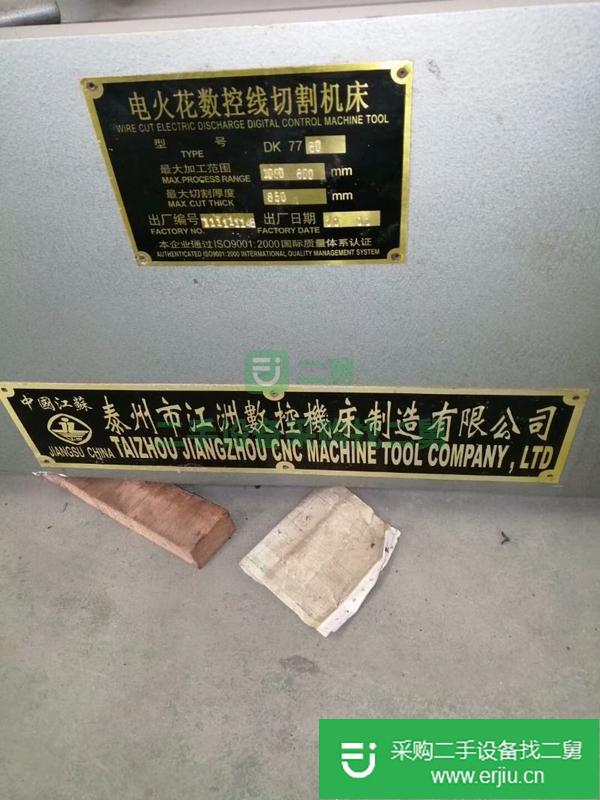 电火花数控线切割机床
WIRE CUT ELECTRIC DISCHARGE DIGITAL CONTROL MACHINE TOOL
型 号 DK 77
TYPE
最大加工范围 mm
MAX. PROCESS RANGE
最大切割厚度 mm
MAX. CUT THICK
出厂编号 出厂日期
FACTORY NO. FACTORY DATE
本企业通过ISO9001:2000国际质量体系认证
AUTHENTICATED ISO9001:2000 INTERNATIONAL QUALITY MANAGEMENT SYSTEM
二舅
中國江蘇 泰州市江洲數控機床制造有限公司
JIANGSU CHINA TAIZHOU JIANGZHOU CNC MACHINE TOOL COMPANY, LTD
采购二手设备找二舅
www.erjiu.cn